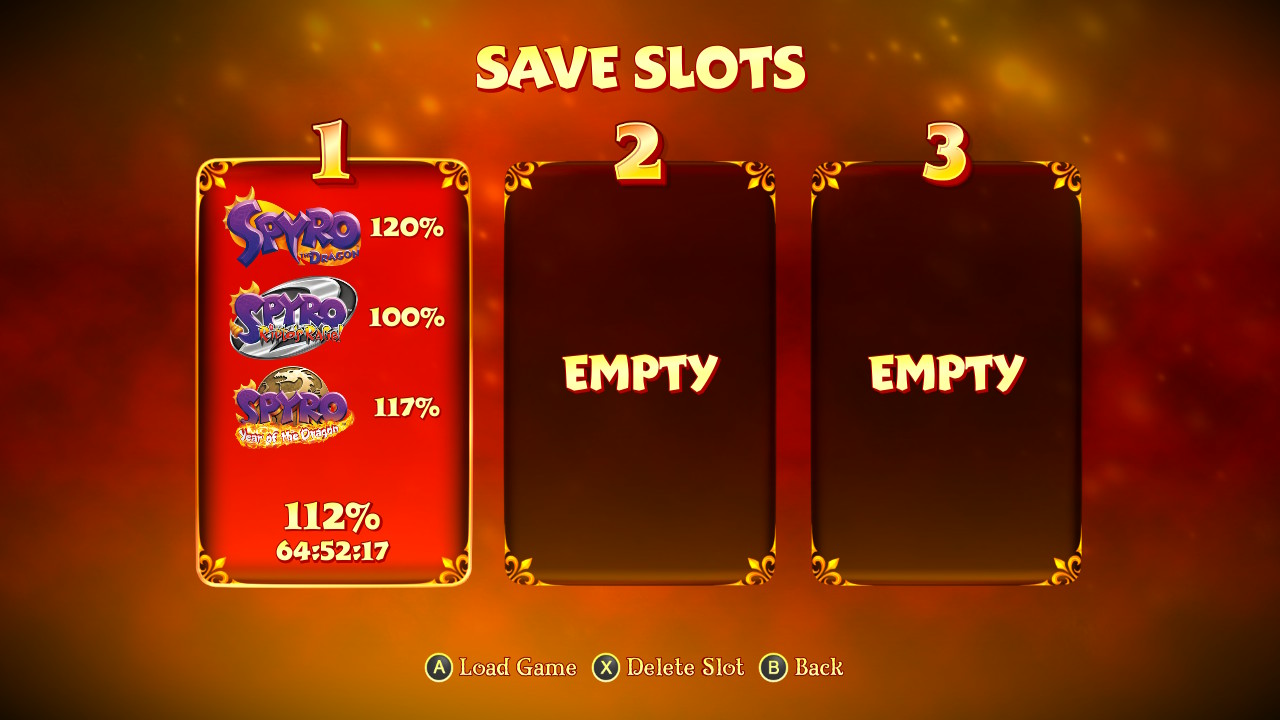 SAVE SLOTS
1
2
3
SPYRO
THE DRAGON
120%
SPYRO
Ripto's Rage!
100%
SPYRO
Year of the Dragon
117%
112%
64:52:17
EMPTY
EMPTY
A Load Game X Delete Slot B Back